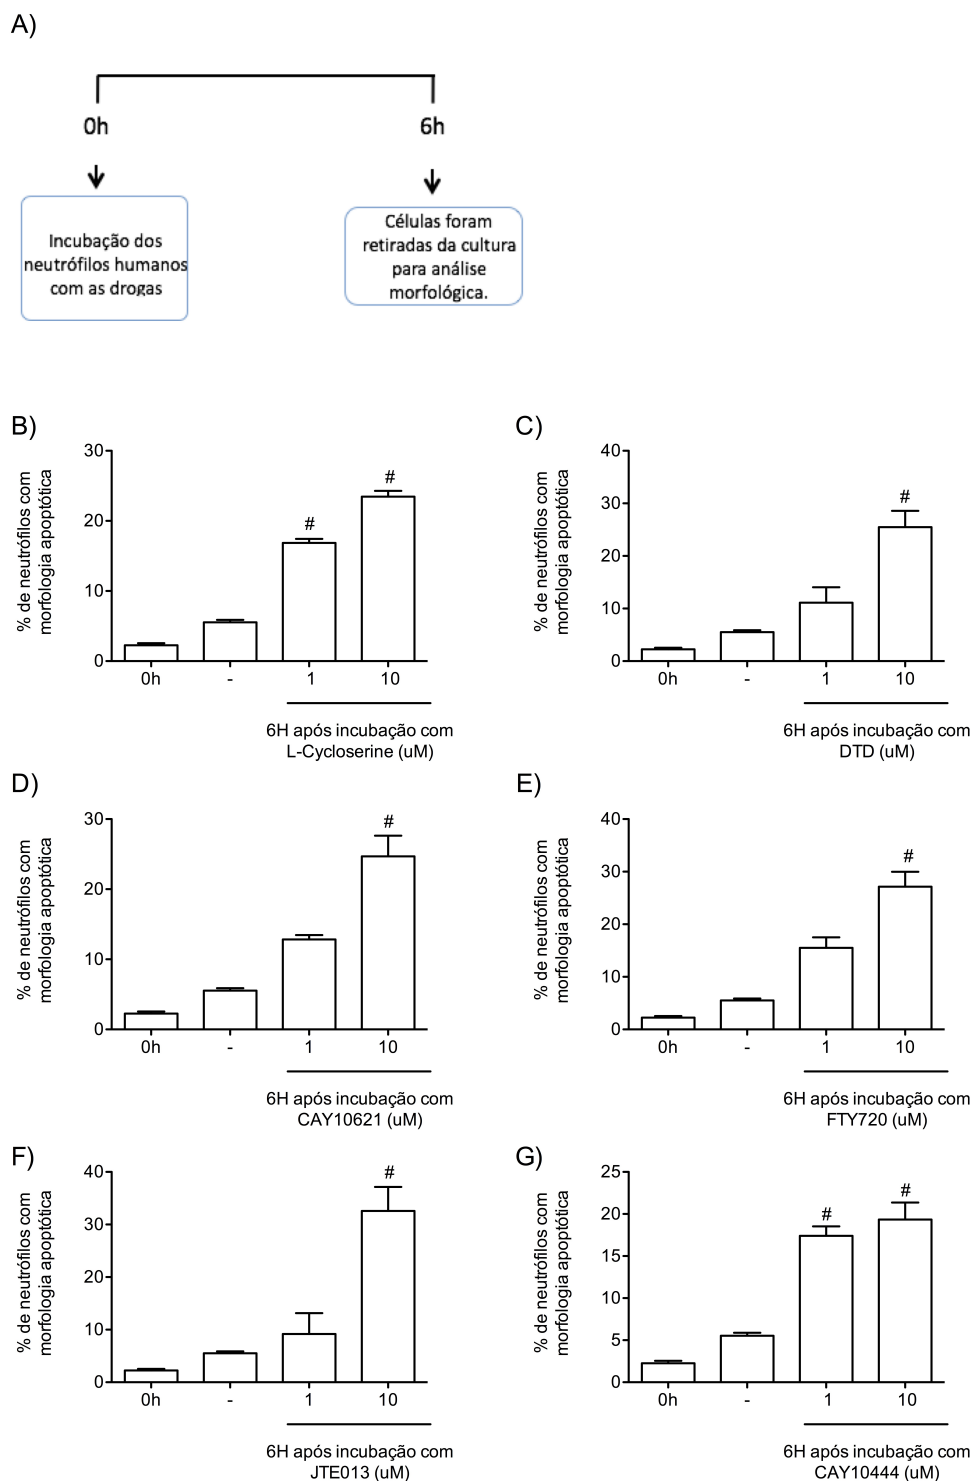 A)
0h
6h
Incubação dos
neutrófilos humanos
com as drogas
Células foram
retiradas da cultura
para análise
morfológica.
B)
% de neutrófilos com
morfologia apoptótica
30
20
10
0
#
#
0h
-
1
10
6H após incubação com
L-Cycloserine (uM)
C)
% de neutrófilos com
morfologia apoptótica
40
30
20
10
0
#
0h
-
1
10
6H após incubação com
DTD (uM)
D)
% de neutrófilos com
morfologia apoptótica
30
20
10
0
#
0h
-
1
10
6H após incubação com
CAY10621 (uM)
E)
% de neutrófilos com
morfologia apoptótica
40
30
20
10
0
#
0h
-
1
10
6H após incubação com
FTY720 (uM)
F)
% de neutrófilos com
morfologia apoptótica
40
30
20
10
0
#
0h
-
1
10
6H após incubação com
JTE013 (uM)
G)
% de neutrófilos com
morfologia apoptótica
25
20
15
10
5
0
#
#
0h
-
1
10
6H após incubação com
CAY10444 (uM)